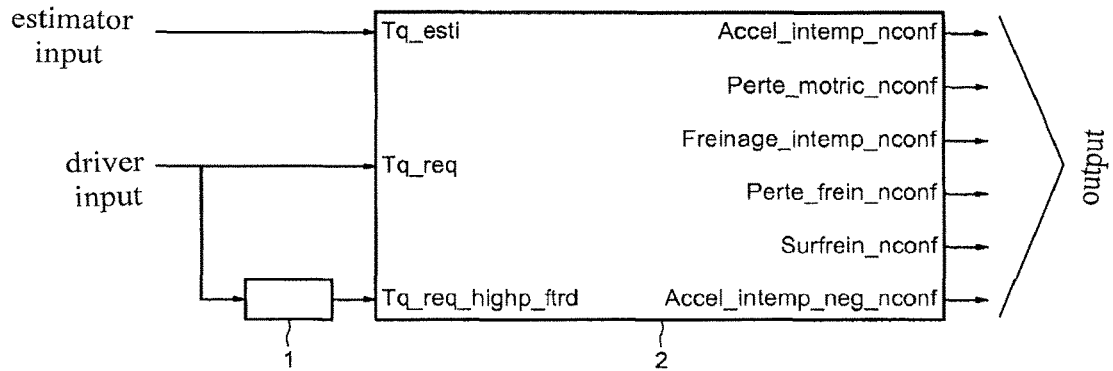 estimator
input
Tq_esti
Accel_intemp_nconf
Perte_motric_nconf
Freinage_intemp_nconf
driver
input
Tq_req
Perte_frein_nconf
Surfrein_nconf
Tq_req_highp_ftrd
Accel_intemp_neg_nconf
output
1
2